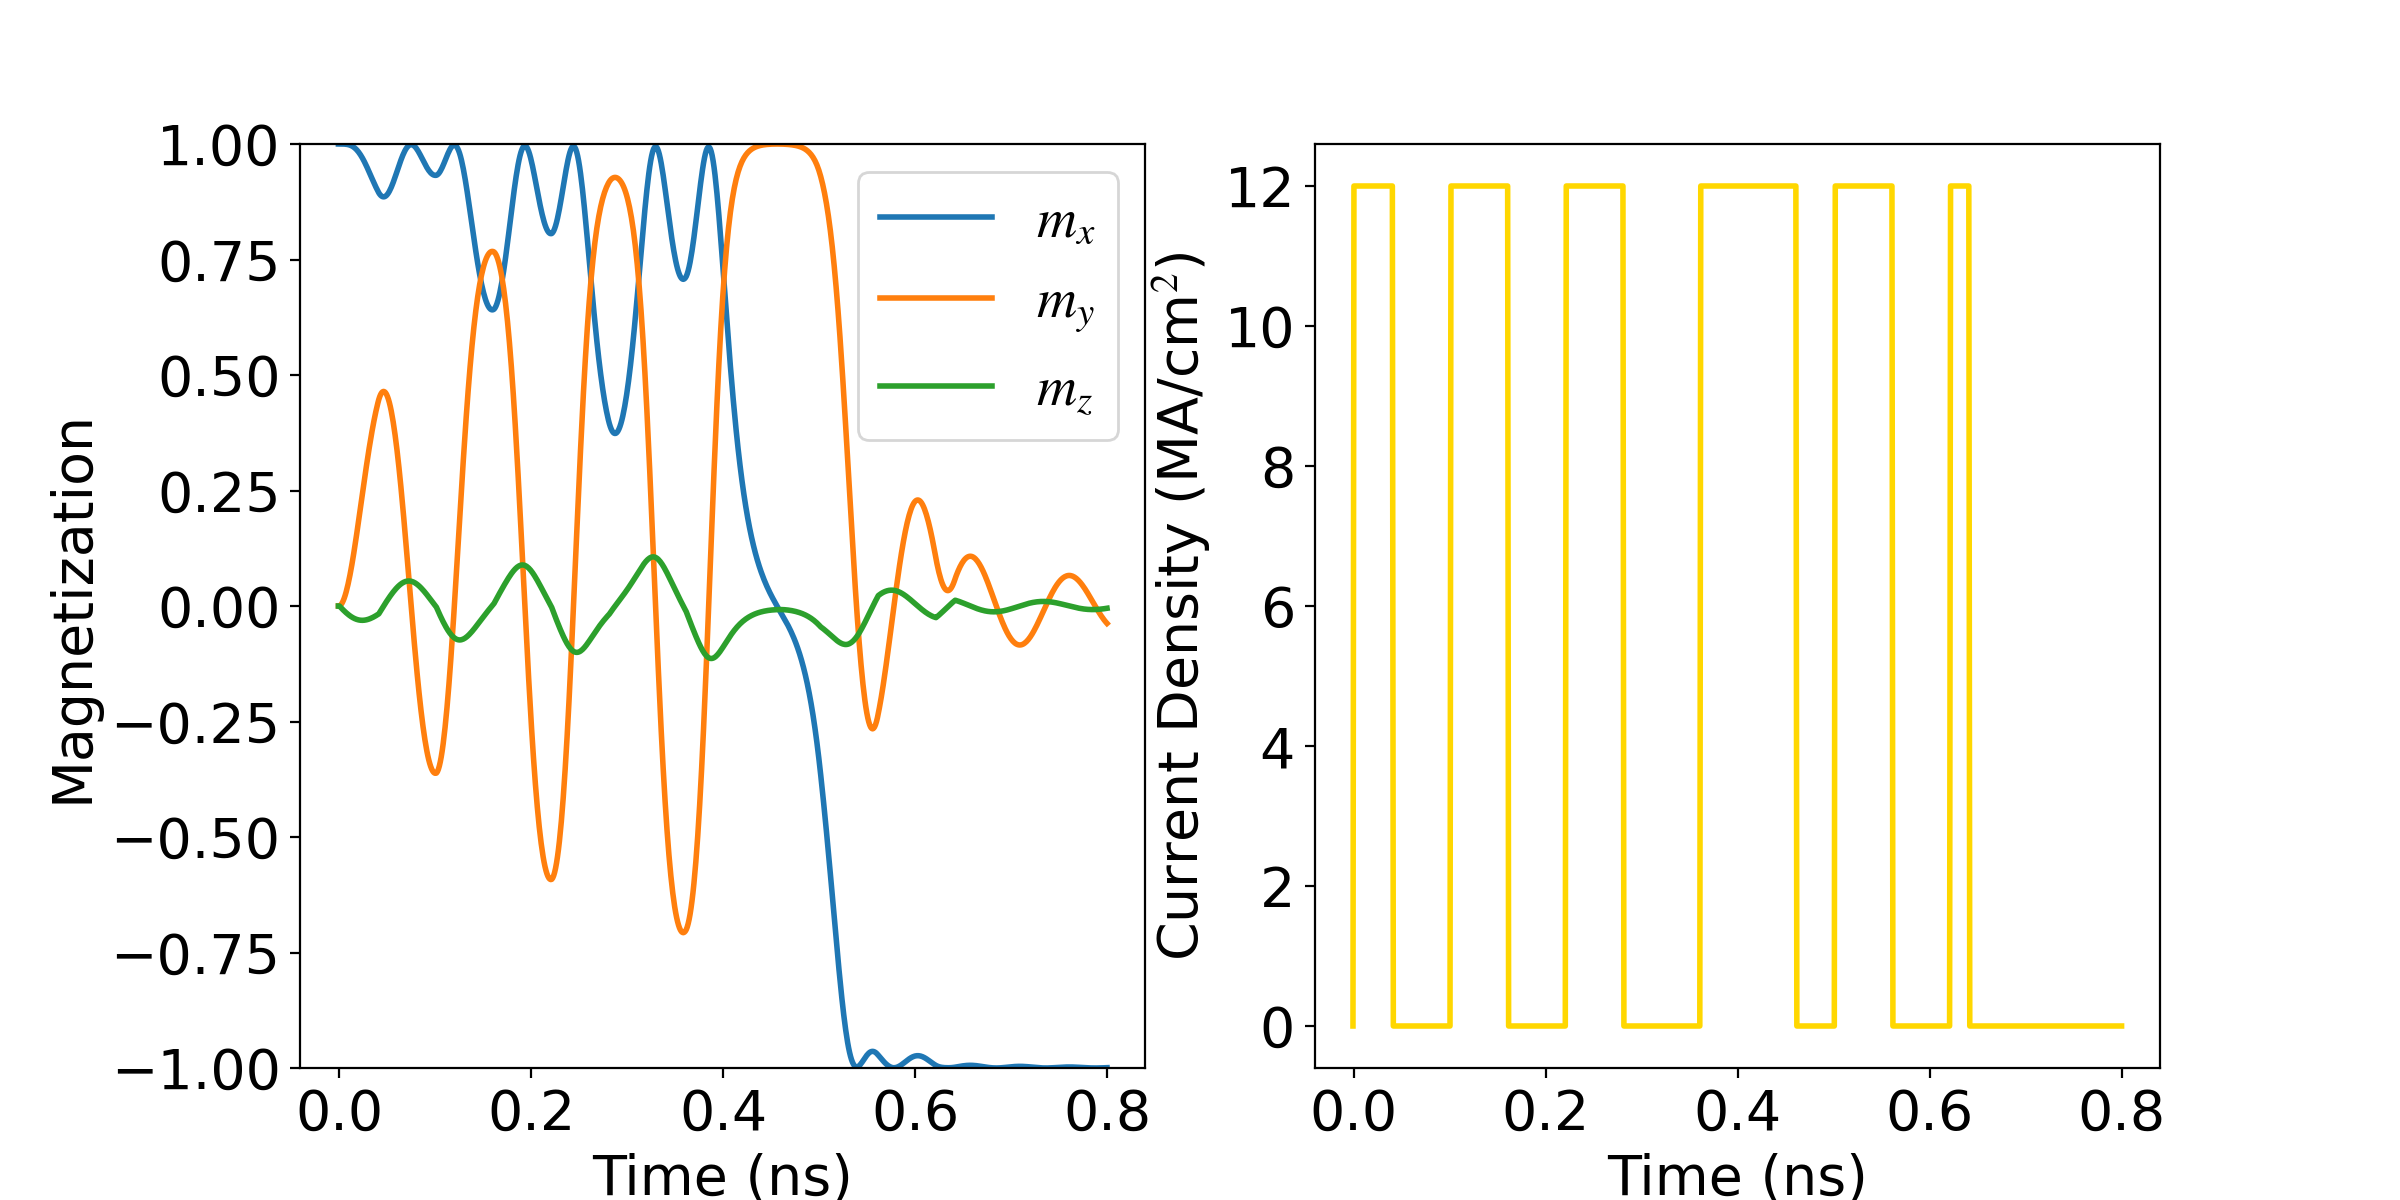 Magnetization
1.00
0.75
0.50
0.25
0.00
−0.25
−0.50
−0.75
−1.00
0.0 0.2 0.4 0.6 0.8
Time (ns)
m_x
m_y
m_z
Current Density (MA/cm²)
12
10
8
6
4
2
0
0.0 0.2 0.4 0.6 0.8
Time (ns)